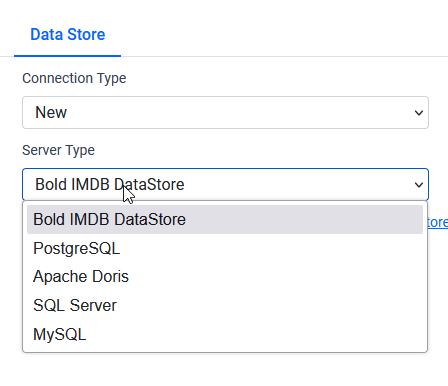 Data Store
Connection Type
New
Server Type
Bold IMDB DataStore
Bold IMDB DataStore
tore
PostgreSQL
Apache Doris
SQL Server
MySQL